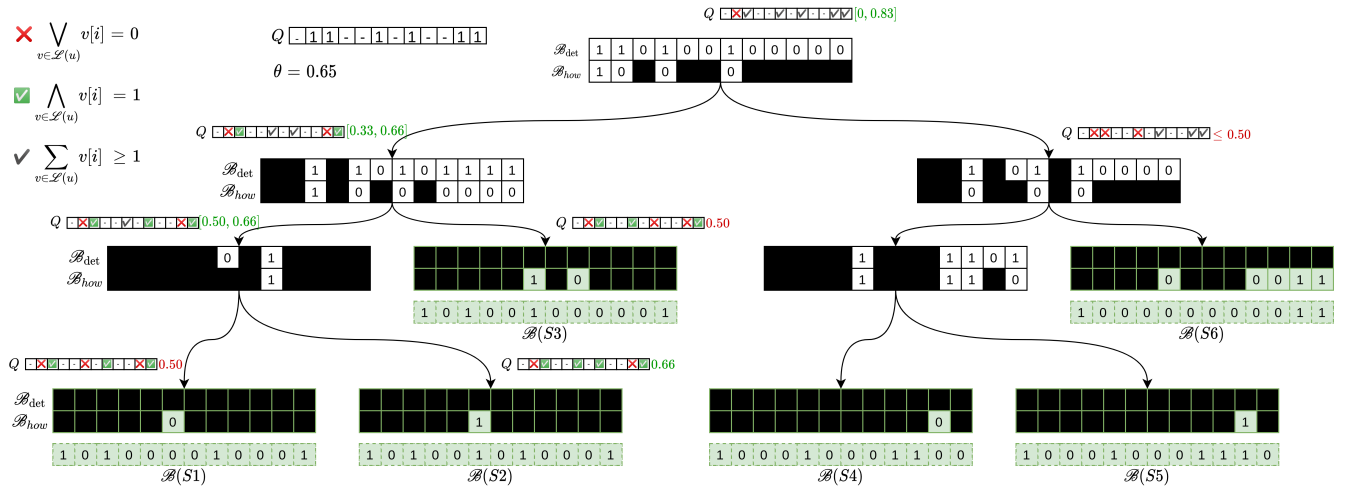 Q - ❌ ✔ - - ✔ - ✔ - - ✔ ✔ [0, 0.83]
❌ ⋁ v∈ℒ(u) v[i] = 0
Q - 1 1 - - 1 - 1 - - 1 1
ℬdet 1 1 0 1 0 0 1 0 0 0 0 0
ℬhow 1 0 0 0
θ = 0.65
✅ ⋀ v∈ℒ(u) v[i] = 1
Q - ❌ ✅ - - ✔ - ✔ - - ❌ ✅ [0.33, 0.66]
Q - ❌ ❌ - - ❌ - ✔ - - ✔ ✔ ≤ 0.50
✔ ∑ v∈ℒ(u) v[i] ≥ 1
ℬdet 1 1 0 1 0 1 1 1 1
ℬhow 1 0 0 0 0 0 0
1 0 1 1 0 0 0 0
0 0 0
Q - ❌ ✅ - - ✔ - ✅ - - ❌ ✅ [0.50, 0.66]
Q - ❌ ✅ - - ✅ - ❌ - - ❌ ✅ 0.50
ℬdet 0 1
ℬhow 1
1 0
1 1 1 0 1
1 1 1 0
0 0 0 1 1
1 0 1 0 0 1 0 0 0 0 0 1
ℬ(S3)
1 0 0 0 0 0 0 0 0 0 1 1
ℬ(S6)
Q - ❌ ✅ - - ❌ - ✅ - - ❌ ✅ 0.50
Q - ❌ ✅ - - ✅ - ✅ - - ❌ ✅ 0.66
ℬdet
ℬhow 0
1
0
1
1 0 1 0 0 0 0 1 0 0 0 1
ℬ(S1)
1 0 1 0 0 1 0 1 0 0 0 1
ℬ(S2)
1 0 0 0 1 0 0 0 1 1 0 0
ℬ(S4)
1 0 0 0 1 0 0 0 1 1 1 0
ℬ(S5)